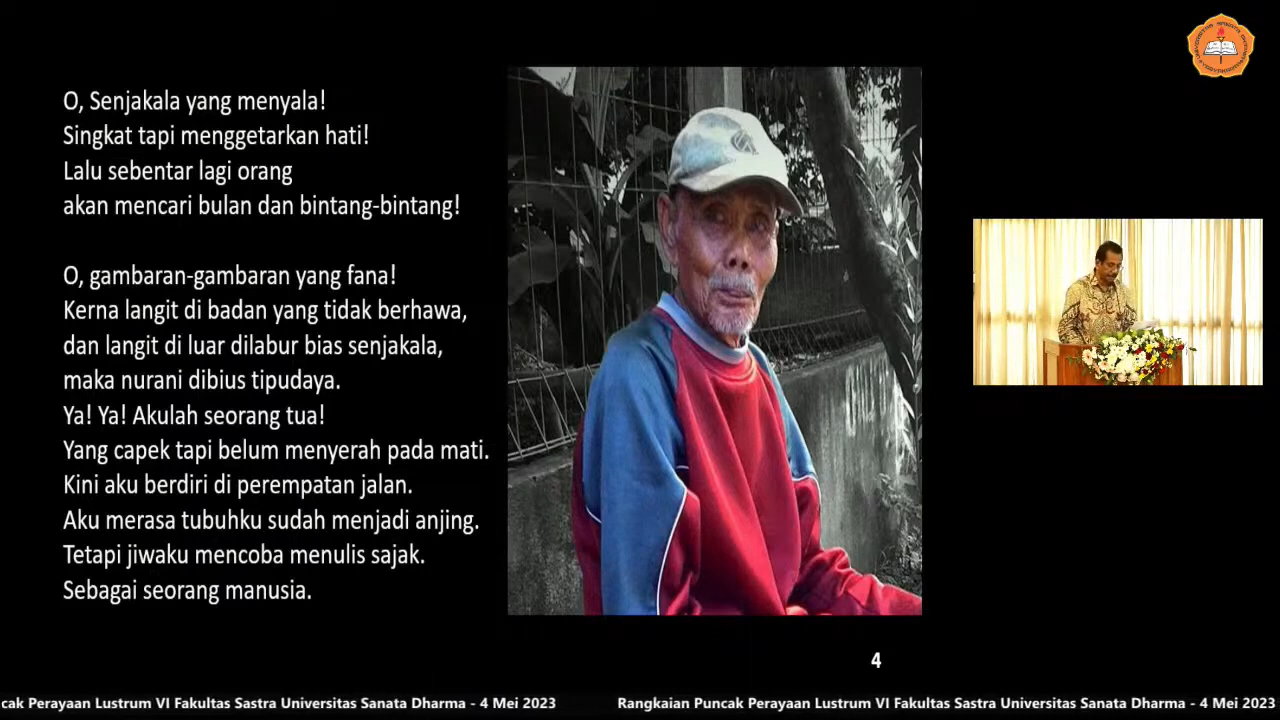 O, Senjakala yang menyala!
Singkat tapi menggetarkan hati!
Lalu sebentar lagi orang
akan mencari bulan dan bintang-bintang!
O, gambaran-gambaran yang fana!
Kerna langit di badan yang tidak berhawa,
dan langit di luar dilabur bias senjakala,
maka nurani dibius tipudaya.
Ya! Ya! Akulah seorang tua!
Yang capek tapi belum menyerah pada mati.
Kini aku berdiri di perempatan jalan.
Aku merasa tubuhku sudah menjadi anjing.
Tetapi jiwaku mencoba menulis sajak.
Sebagai seorang manusia.
4
cak Perayaan Lustrum VI Fakultas Sastra Universitas Sanata Dharma - 4 Mei 2023
Rangkaian Puncak Perayaan Lustrum VI Fakultas Sastra Universitas Sanata Dharma - 4 Mei 2023